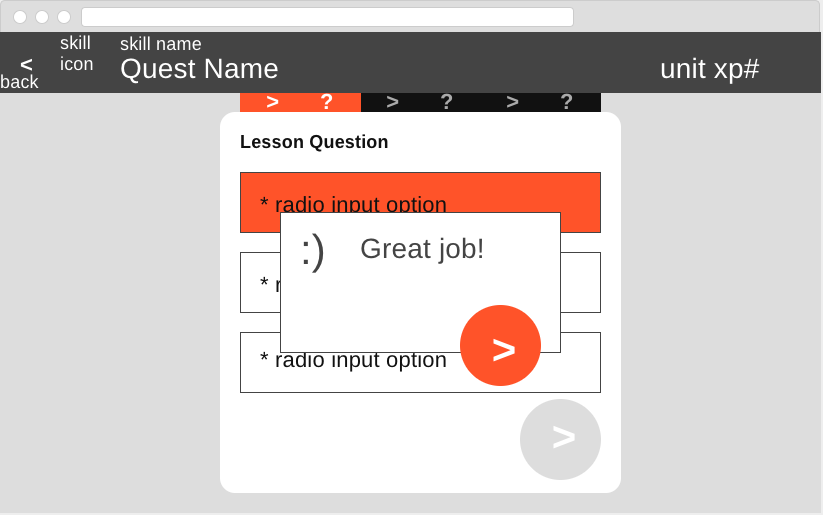 skill
icon
skill name
<
back
Quest Name
unit xp#
> ? > ? > ?
Lesson Question
* radio input option
:) Great job!
* r
>
* radio input option
>